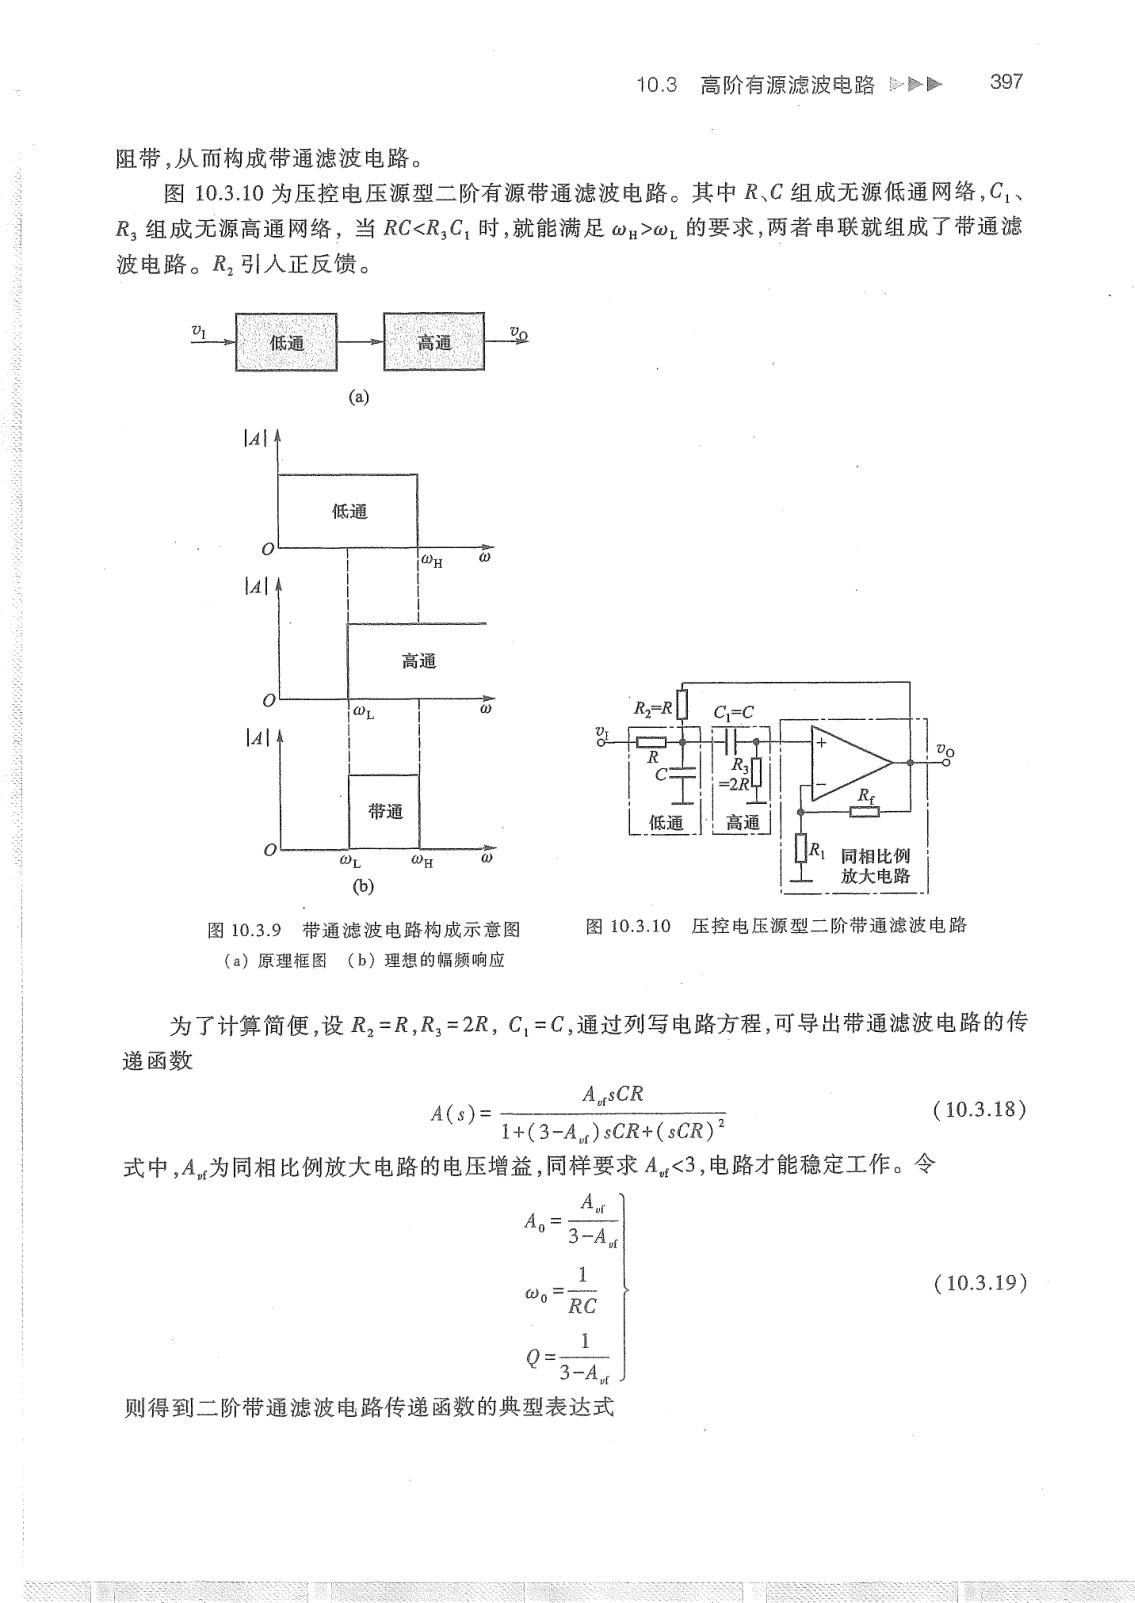 10.3 高阶有源滤波电路 397
阻带,从而构成带通滤波电路。
图 10.3.10 为压控电压源型二阶有源带通滤波电路。其中 R、C 组成无源低通网络,C₁、
R₃ 组成无源高通网络，当 RC<R₃C₁ 时,就能满足 ω_H>ω_L 的要求,两者串联就组成了带通滤
波电路。R₂ 引入正反馈。
v_I 低通 高通 v_O
(a)
|A|
低通
O ω_H ω
|A|
高通
O ω_L ω
|A|
带通
O ω_L ω_H ω
(b)
R₂=R C₁=C
v_I R C R₃=2R + − v_O
R_f
低通 高通
R₁ 同相比例
放大电路
图 10.3.9 带通滤波电路构成示意图
(a) 原理框图 (b) 理想的幅频响应
图 10.3.10 压控电压源型二阶带通滤波电路
为了计算简便,设 R₂=R,R₃=2R, C₁=C,通过列写电路方程,可导出带通滤波电路的传
递函数
A(s)= A_vf sCR / 1+(3-A_vf)sCR+(sCR)² (10.3.18)
式中,A_vf为同相比例放大电路的电压增益,同样要求 A_vf<3,电路才能稳定工作。令
A₀= A_vf / 3-A_vf
ω₀= 1 / RC (10.3.19)
Q= 1 / 3-A_vf
则得到二阶带通滤波电路传递函数的典型表达式